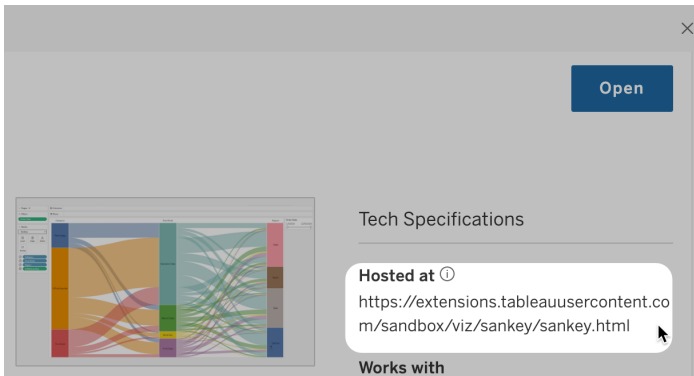 Open
Tech Specifications
Hosted at
https://extensions.tableauusercontent.co
m/sandbox/viz/sankey/sankey.html
Works with